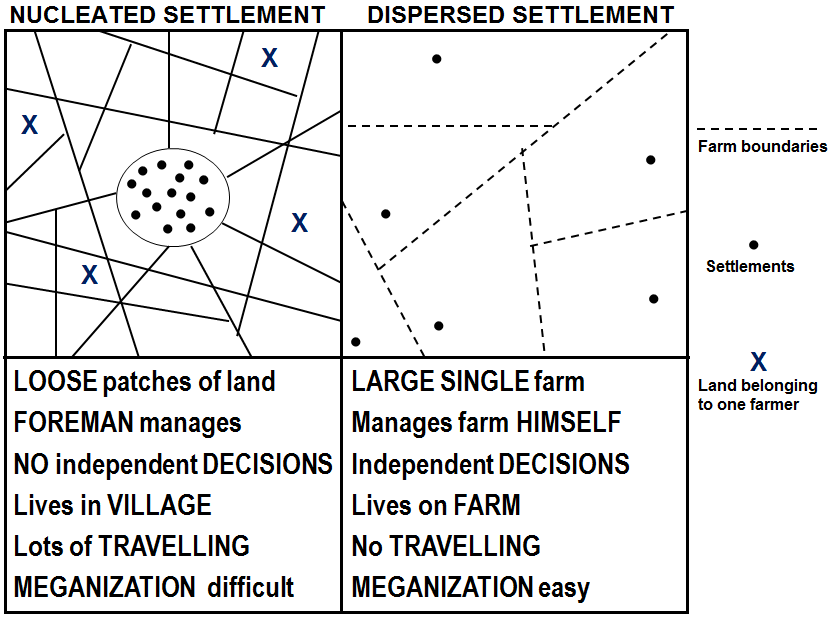 NUCLEATED SETTLEMENT
DISPERSED SETTLEMENT
X
X
X
X
Farm boundaries
Settlements
X
Land belonging
to one farmer
LOOSE patches of land
FOREMAN manages
NO independent DECISIONS
Lives in VILLAGE
Lots of TRAVELLING
MEGANIZATION difficult
LARGE SINGLE farm
Manages farm HIMSELF
Independent DECISIONS
Lives on FARM
No TRAVELLING
MEGANIZATION easy